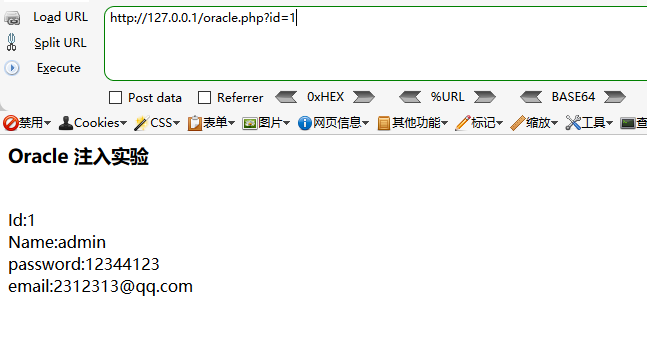 Load URL
http://127.0.0.1/oracle.php?id=1
Split URL
Execute
Post data Referrer 0xHEX %URL BASE64
禁用 Cookies CSS 表单 图片 网页信息 其他功能 标记 缩放 工具 查
Oracle 注入实验
Id:1
Name:admin
password:12344123
email:2312313@qq.com